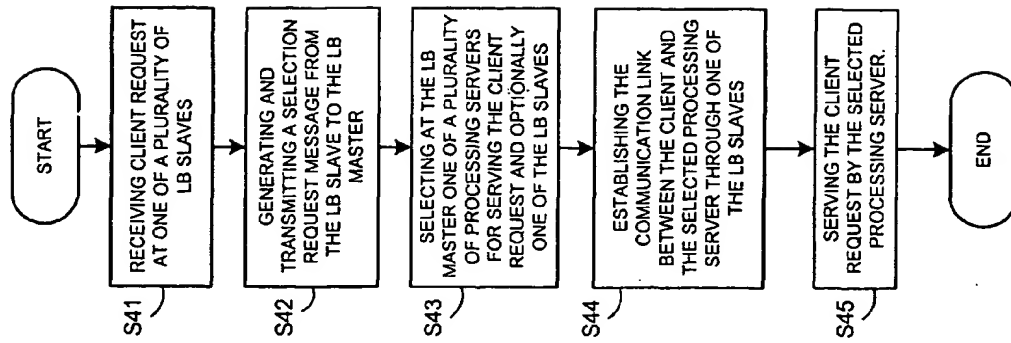 START
S41
RECEIVING CLIENT REQUEST
AT ONE OF A PLURALITY OF
LB SLAVES
S42
GENERATING AND
TRANSMITTING A SELECTION
REQUEST MESSAGE FROM
THE LB SLAVE TO THE LB
MASTER
S43
SELECTING AT THE LB
MASTER ONE OF A PLURALITY
OF PROCESSING SERVERS
FOR SERVING THE CLIENT
REQUEST AND OPTIONALLY
ONE OF THE LB SLAVES
S44
ESTABLISHING THE
COMMUNICATION LINK
BETWEEN THE CLIENT AND
THE SELECTED PROCESSING
SERVER THROUGH ONE OF
THE LB SLAVES
S45
SERVING THE CLIENT
REQUEST BY THE SELECTED
PROCESSING SERVER.
END